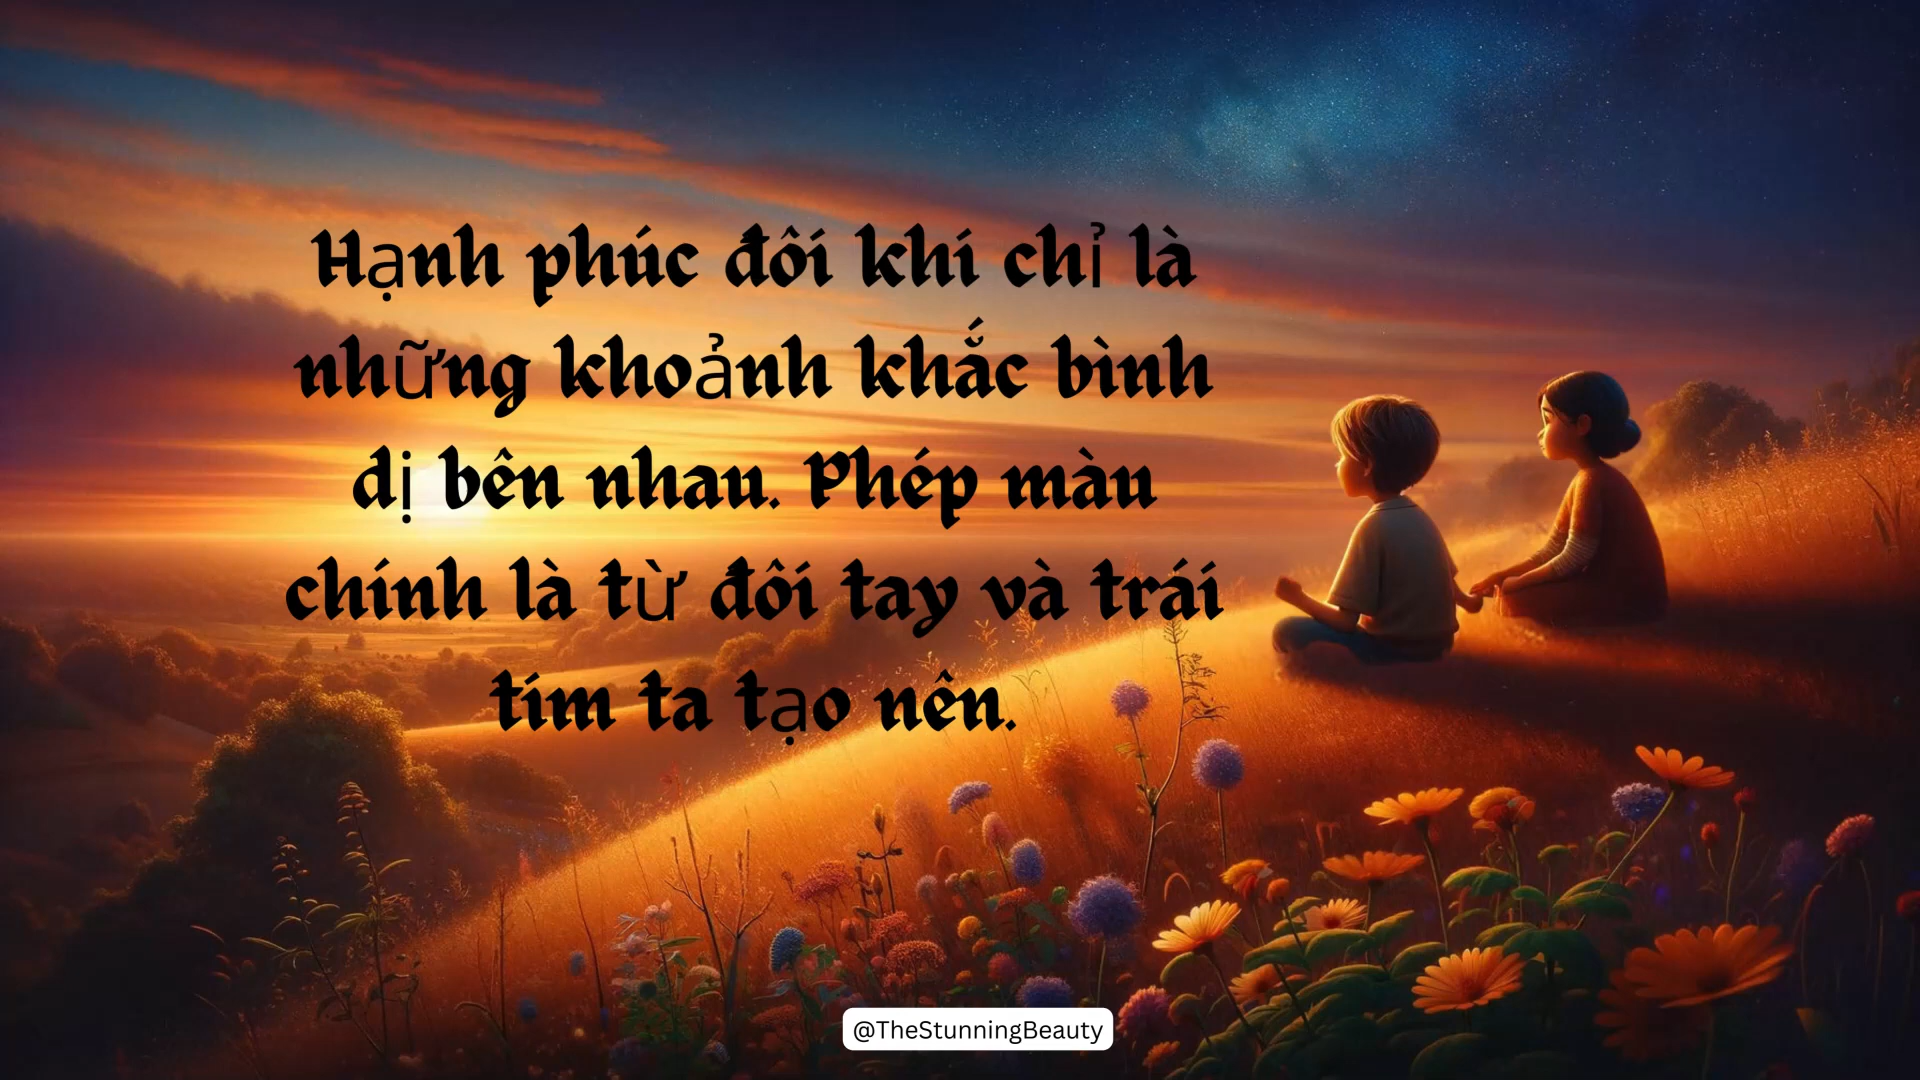 Hạnh phúc đôi khi chỉ là
những khoảnh khắc bình
dị bên nhau. Phép màu
chính là từ đôi tay và trái
tim ta tạo nên.
@TheStunningBeauty